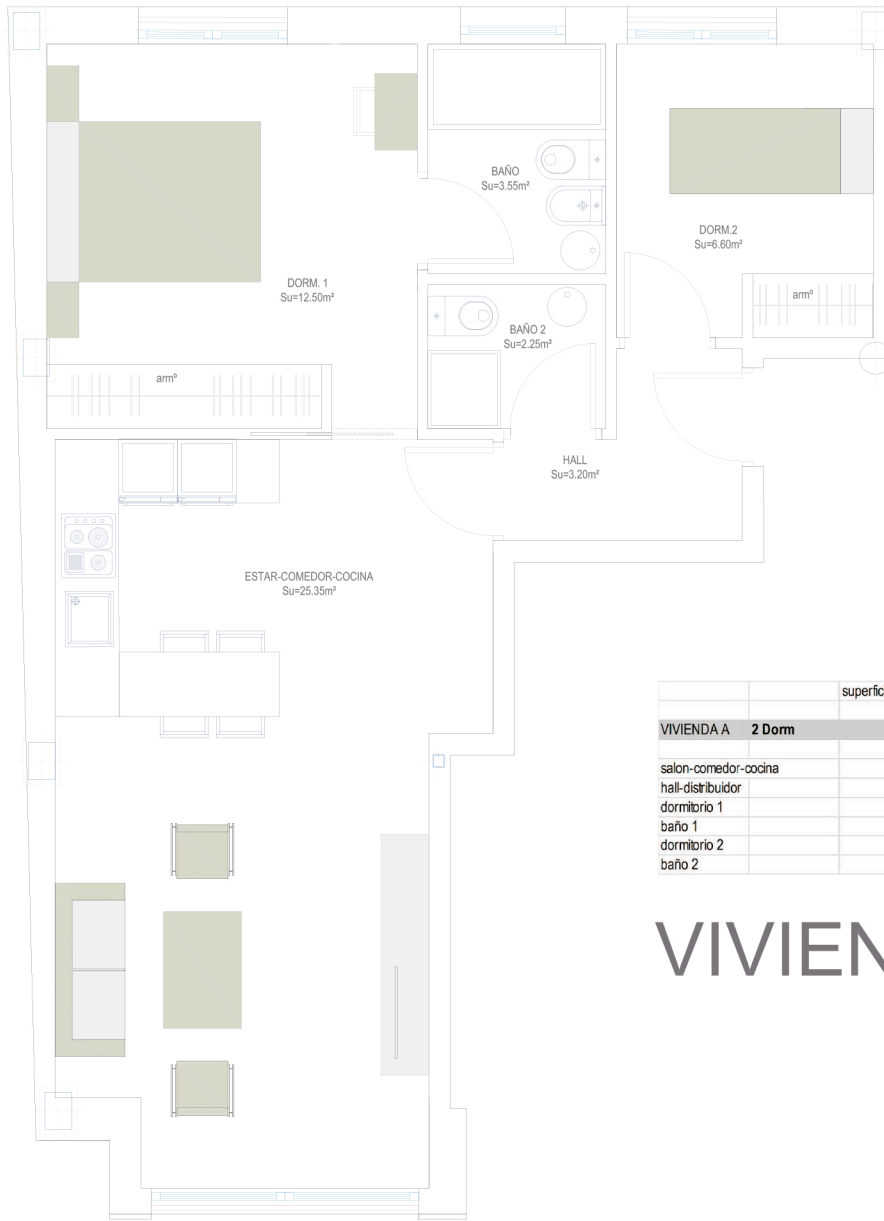 BAÑO
Su=3.55m²
DORM.2
Su=6.60m²
DORM. 1
Su=12.50m²
armº
BAÑO 2
Su=2.25m²
armº
HALL
Su=3.20m²
ESTAR-COMEDOR-COCINA
Su=25.35m²
superfic
VIVIENDA A 2 Dorm
salon-comedor-cocina
hall-distribuidor
dormitorio 1
baño 1
dormitorio 2
baño 2
VIVIEN